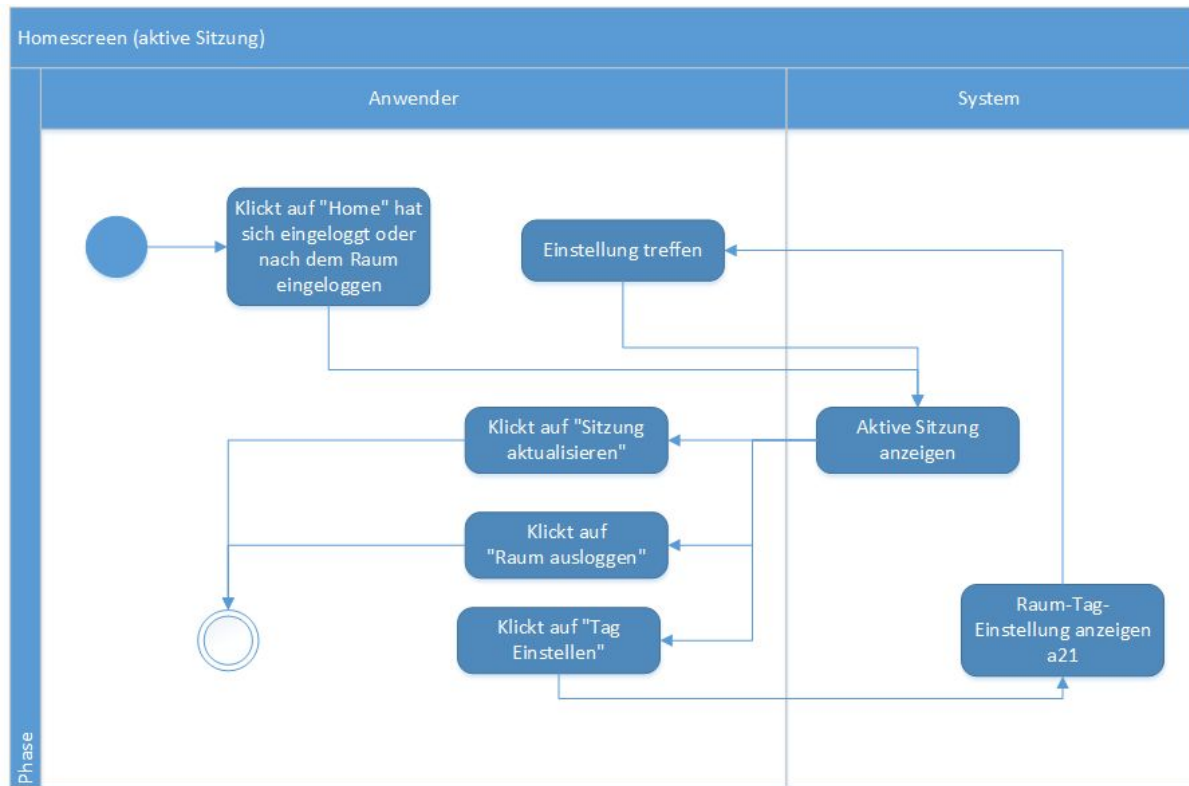 Homescreen (aktive Sitzung)
Anwender
System
Phase
Klickt auf "Home" hat
sich eingeloggt oder
nach dem Raum
eingeloggen
Einstellung treffen
Klickt auf "Sitzung
aktualisieren"
Aktive Sitzung
anzeigen
Klickt auf
"Raum ausloggen"
Klickt auf "Tag
Einstellen"
Raum-Tag-
Einstellung anzeigen
a21